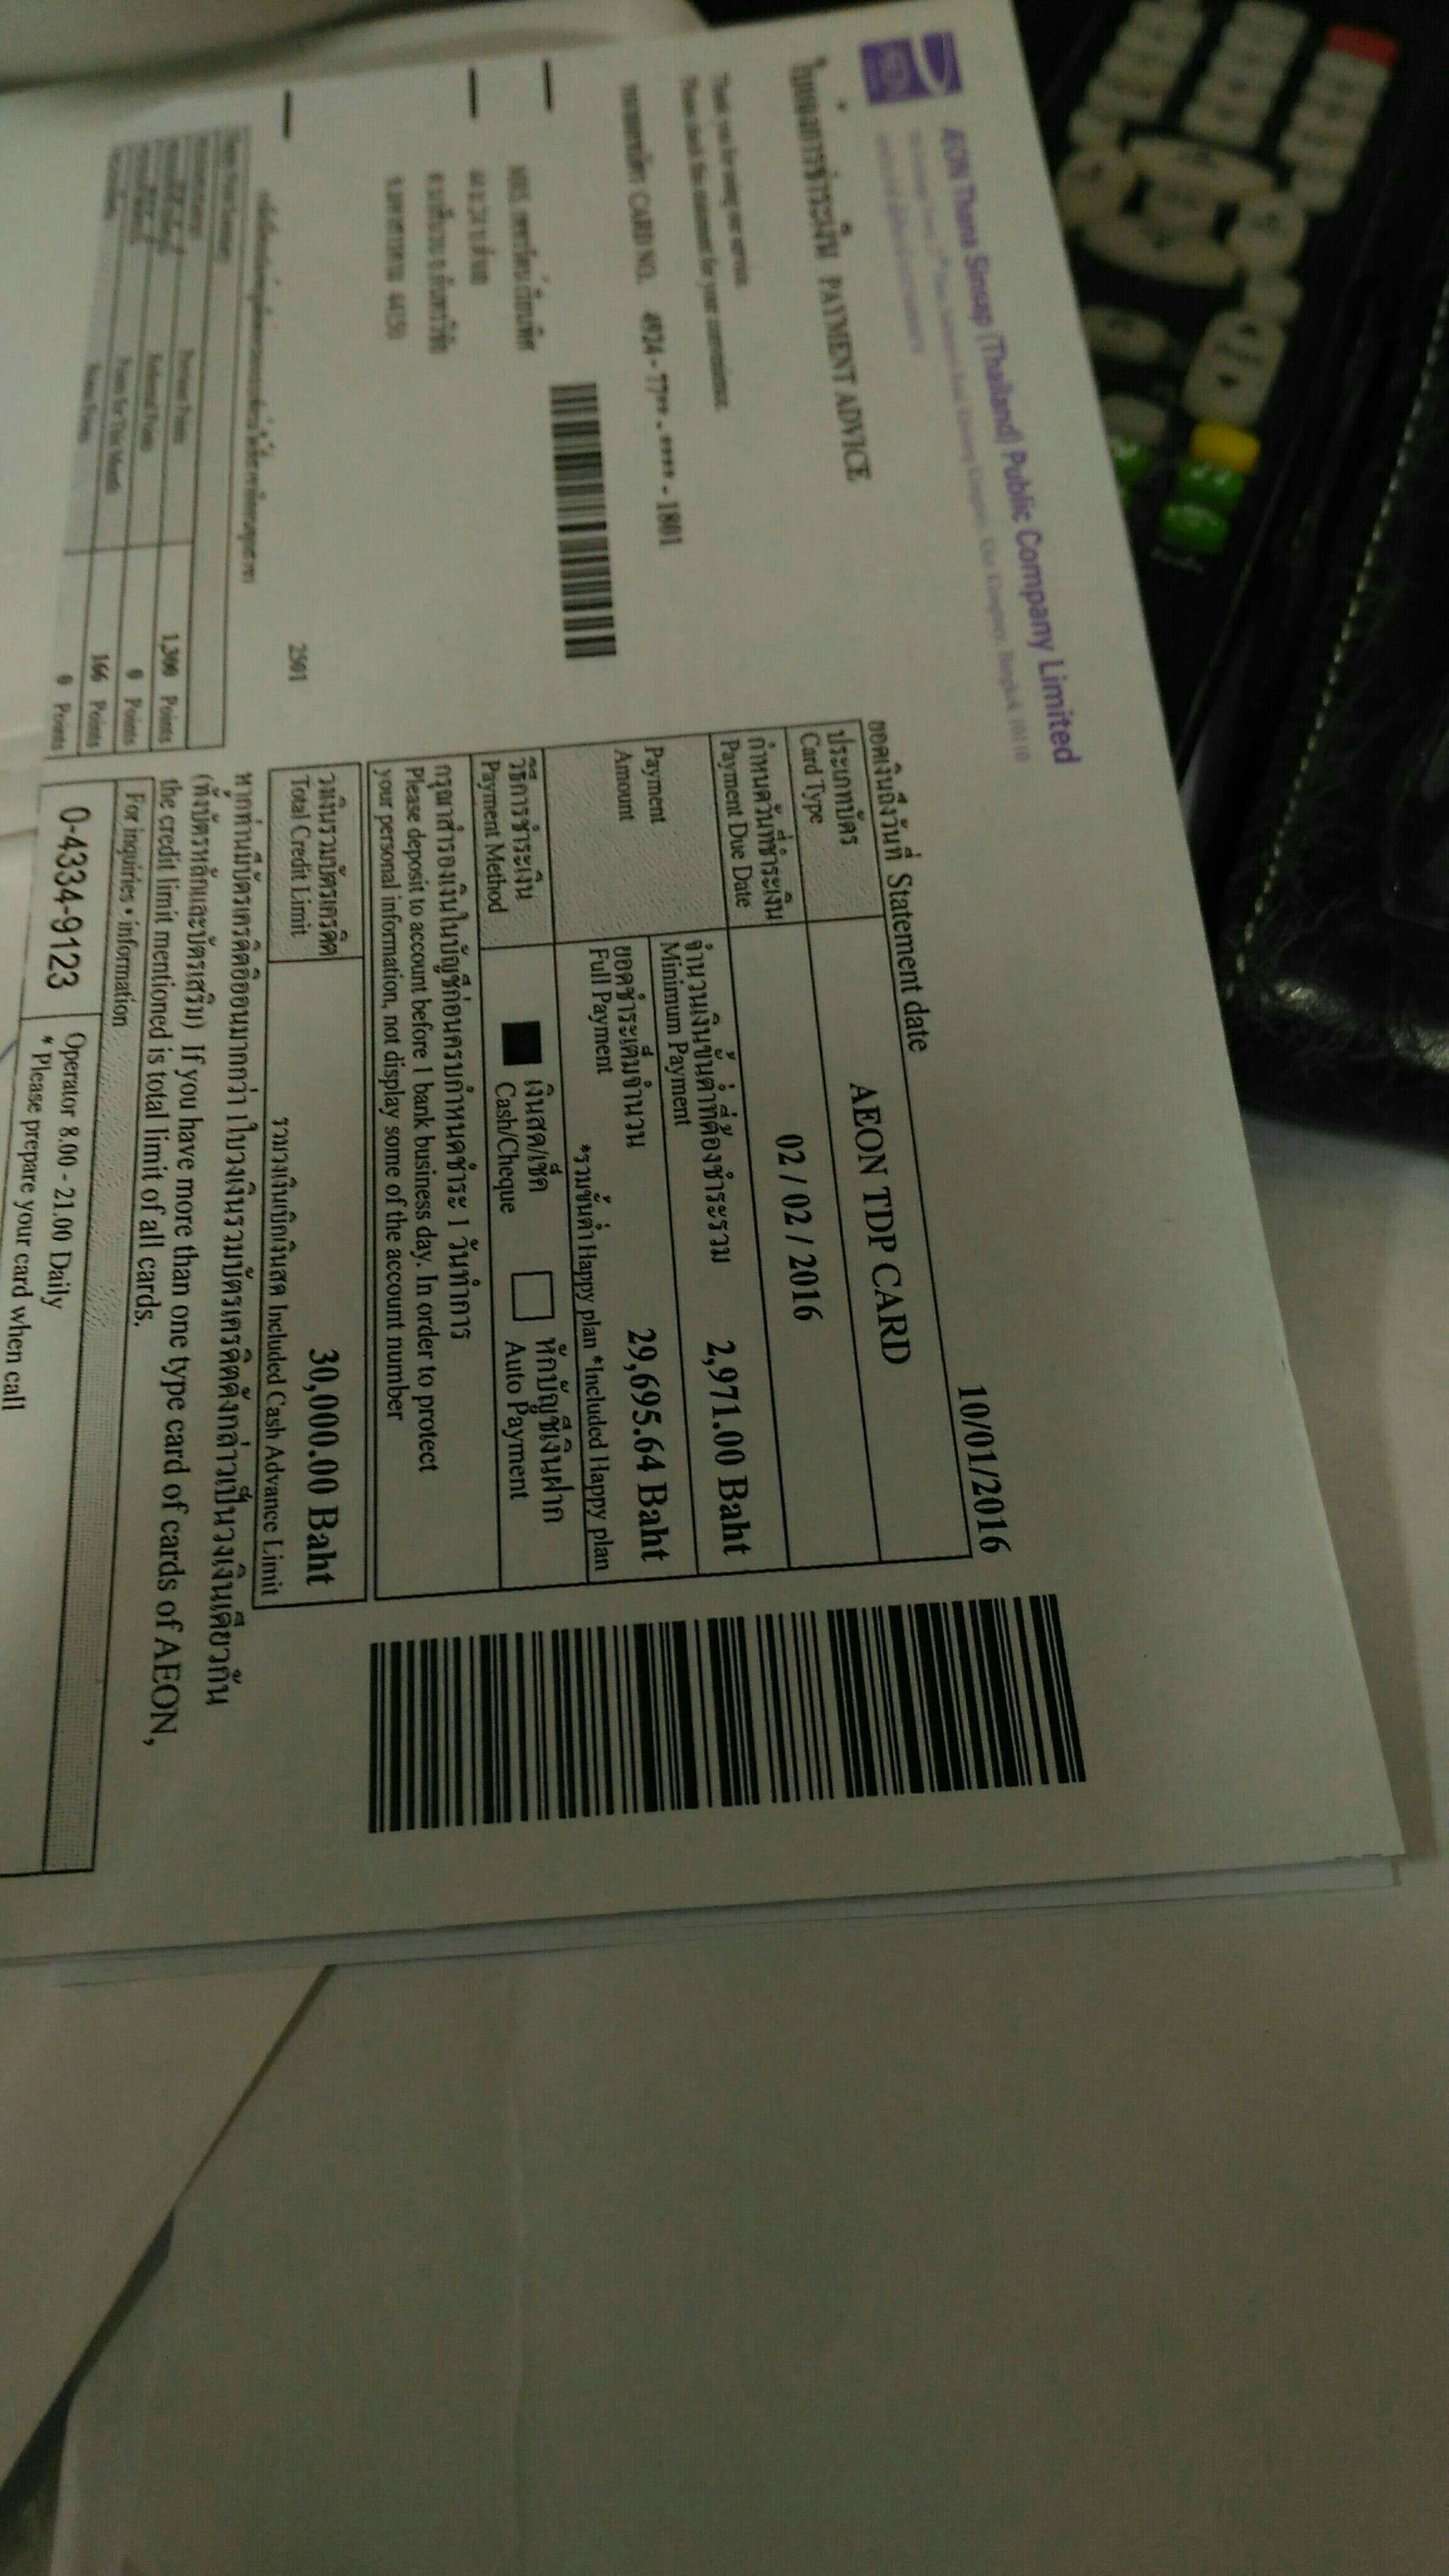 AEON Thana Sinsap (Thailand) Public Company Limited
ใบแจ้งการชำระเงิน PAYMENT ADVICE
Thank you for using our service.
Please check this statement for your convenience.
หมายเลขบัตร CARD NO. 4924 - 77** - **** - 1801
MRS.
44150
2501
1,300 Points
0 Points
166 Points
0 Points
ยอดเงินถึงวันที่ Statement date 10/01/2016
ประเภทบัตร
Card Type
AEON TDP CARD
กำหนดวันที่ชำระเงิน
Payment Due Date
02 / 02 / 2016
Payment
Amount
จำนวนเงินขั้นต่ำที่ต้องชำระรวม
Minimum Payment
2,971.00 Baht
ยอดชำระเต็มจำนวน
Full Payment
29,695.64 Baht
*รวมขั้นต่ำ Happy plan *Included Happy plan
วิธีการชำระเงิน
Payment Method
เงินสด/เช็ค
Cash/Cheque
หักบัญชีเงินฝาก
Auto Payment
กรุณาสำรองเงินในบัญชีก่อนครบกำหนดชำระ 1 วันทำการ
Please deposit to account before 1 bank business day. In order to protect
your personal information, not display some of the account number
วงเงินรวมบัตรเครดิต
Total Credit Limit
30,000.00 Baht
รวมวงเงินเบิกเงินสด Included Cash Advance Limit
หากท่านมีบัตรเครดิตอิออนมากกว่า 1 ใบวงเงินรวมบัตรเครดิตดังกล่าวเป็นวงเงินเดียวกัน
(ทั้งบัตรหลักและบัตรเสริม) If you have more than one type card of cards of AEON,
the credit limit mentioned is total limit of all cards.
For inquiries • information
0-4334-9123
Operator 8.00 - 21.00 Daily
* Please prepare your card when call